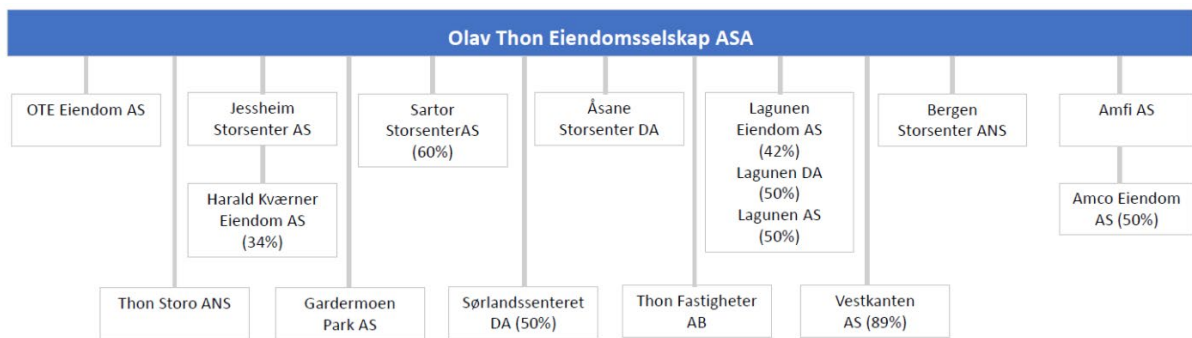 Olav Thon Eiendomsselskap ASA
OTE Eiendom AS
Jessheim
Storsenter AS
Sartor
StorsenterAS
(60%)
Åsane
Storsenter DA
Lagunen
Eiendom AS
(42%)
Lagunen DA
(50%)
Lagunen AS
(50%)
Bergen
Storsenter ANS
Amfi AS
Harald Kværner
Eiendom AS
(34%)
Amco Eiendom
AS (50%)
Thon Storo ANS
Gardermoen
Park AS
Sørlandssenteret
DA (50%)
Thon Fastigheter
AB
Vestkanten
AS (89%)